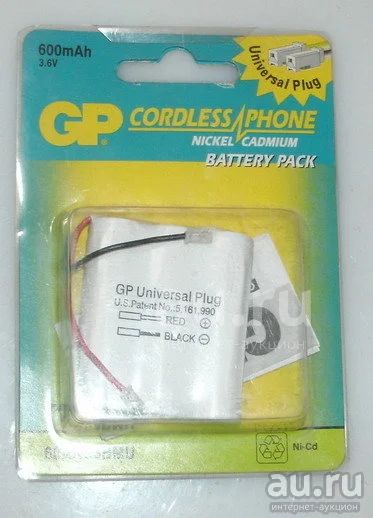 600mAh
3.6V
Universal Plug
GP
CORDLESS PHONE
NICKEL CADMIUM
BATTERY PACK
GP Universal Plug
U.S.Patent No.:5,161,990
RED +
BLACK -
Ni-Cd
au.ru
интернет-аукцион